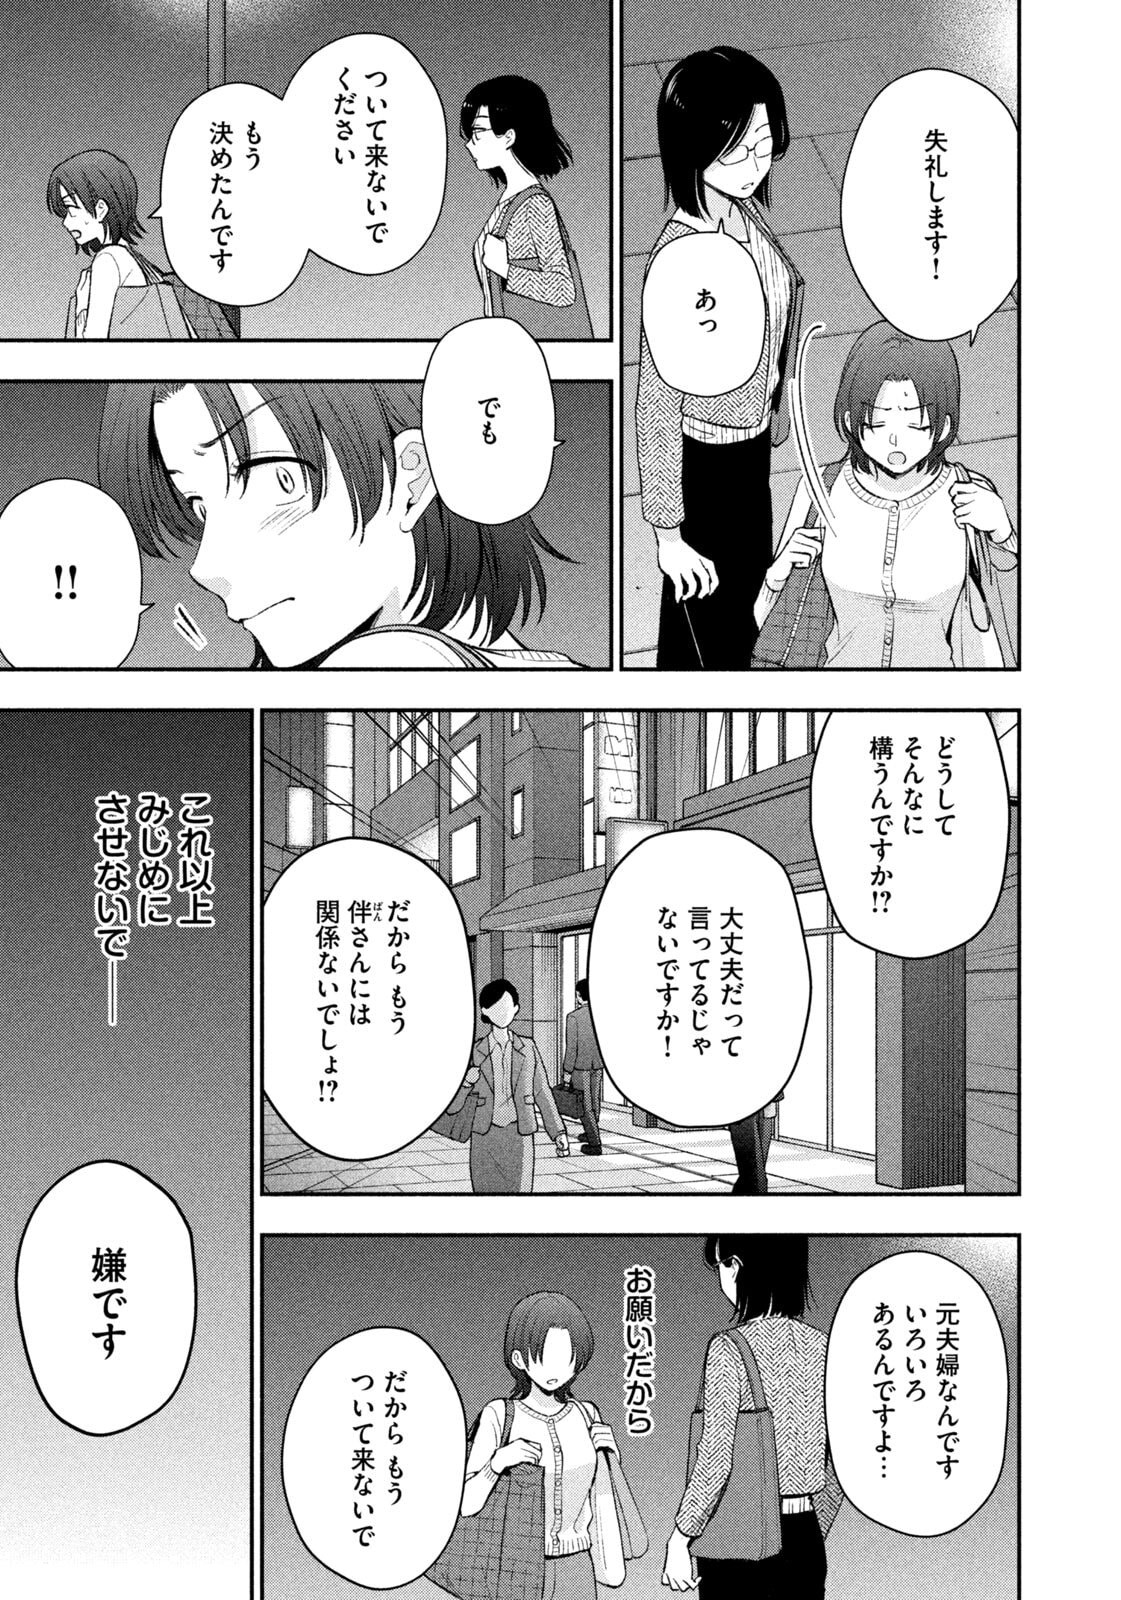 失礼します!
あっ
ついて来ないで
ください
もう
決めたんです
でも
!!
どうして
そんなに
構うんですか!?
大丈夫だって
言ってるじゃ
ないですか!
だから もう
伴さんには
ばん
関係ないでしょ!?
元夫婦なんです
いろいろ
あるんですよ…
お願いだから
だから もう
ついて来ないで
これ以上
みじめに
させないで――
嫌です